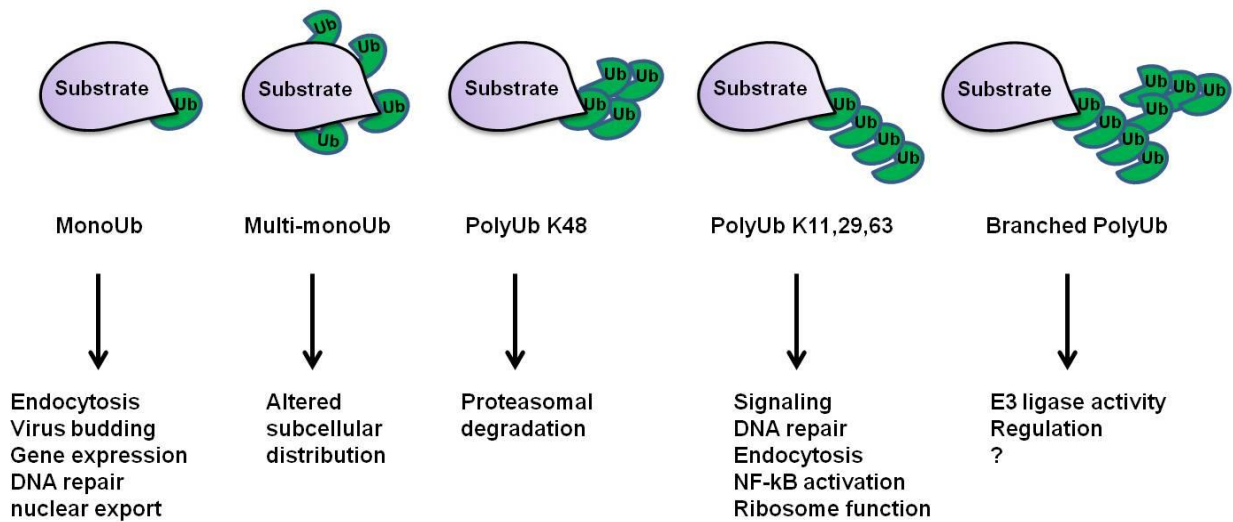 Substrate
Ub
MonoUb
Endocytosis
Virus budding
Gene expression
DNA repair
nuclear export
Ub
Ub
Substrate
Ub
Ub
Multi-monoUb
Altered
subcellular
distribution
Ub Ub
Substrate
Ub
Ub Ub
PolyUb K48
Proteasomal
degradation
Substrate
Ub
Ub
Ub
Ub
PolyUb K11,29,63
Signaling
DNA repair
Endocytosis
NF-kB activation
Ribosome function
Ub Ub Ub
Substrate
Ub
Ub
Ub
Ub
Ub
Branched PolyUb
E3 ligase activity
Regulation
?